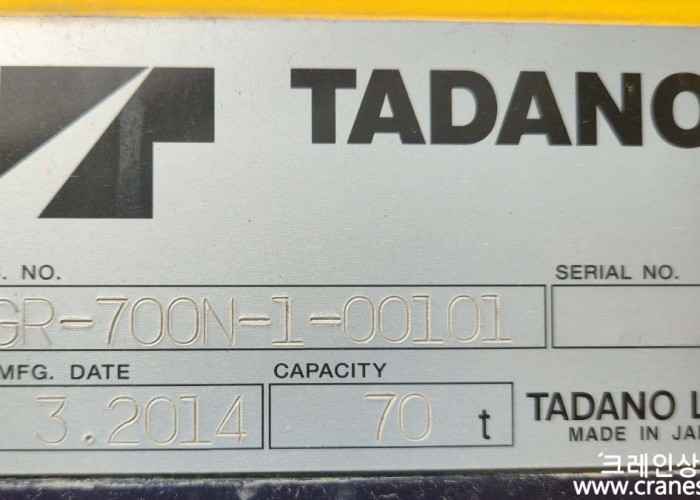 TADANO
. NO.
SERIAL NO.
GR-700N-1-00101
MFG. DATE
CAPACITY
3.2014
70 t
TADANO L
MADE IN JAP
크레인상
www.cranes